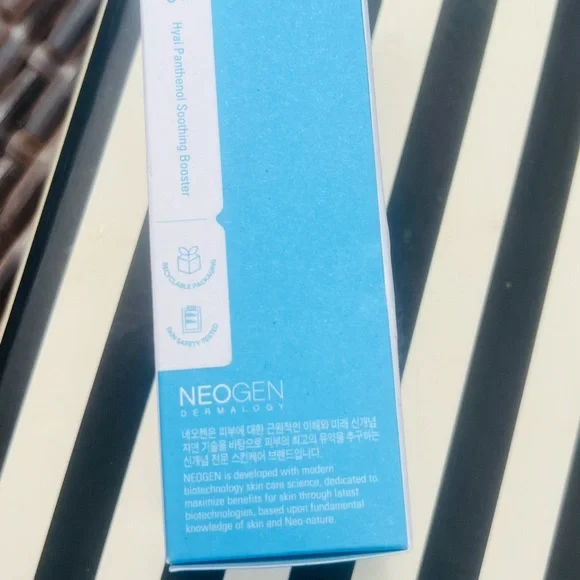 Hyal Panthenol Soothing Booster
RECYCLABLE PACKAGING
SKIN SAFETY TESTED
NEOGEN
DERMALOGY
네오젠은 피부에 대한 근원적인 이해와 미래 신개념
자연 기술을 바탕으로 피부의 최고의 유익을 추구하는
신개념 전문 스킨케어 브랜드입니다.
NEOGEN is developed with modern
biotechnology skin care science, dedicated to
maximize benefits for skin through latest
biotechnologies, based upon fundamental
knowledge of skin and Neo-nature.